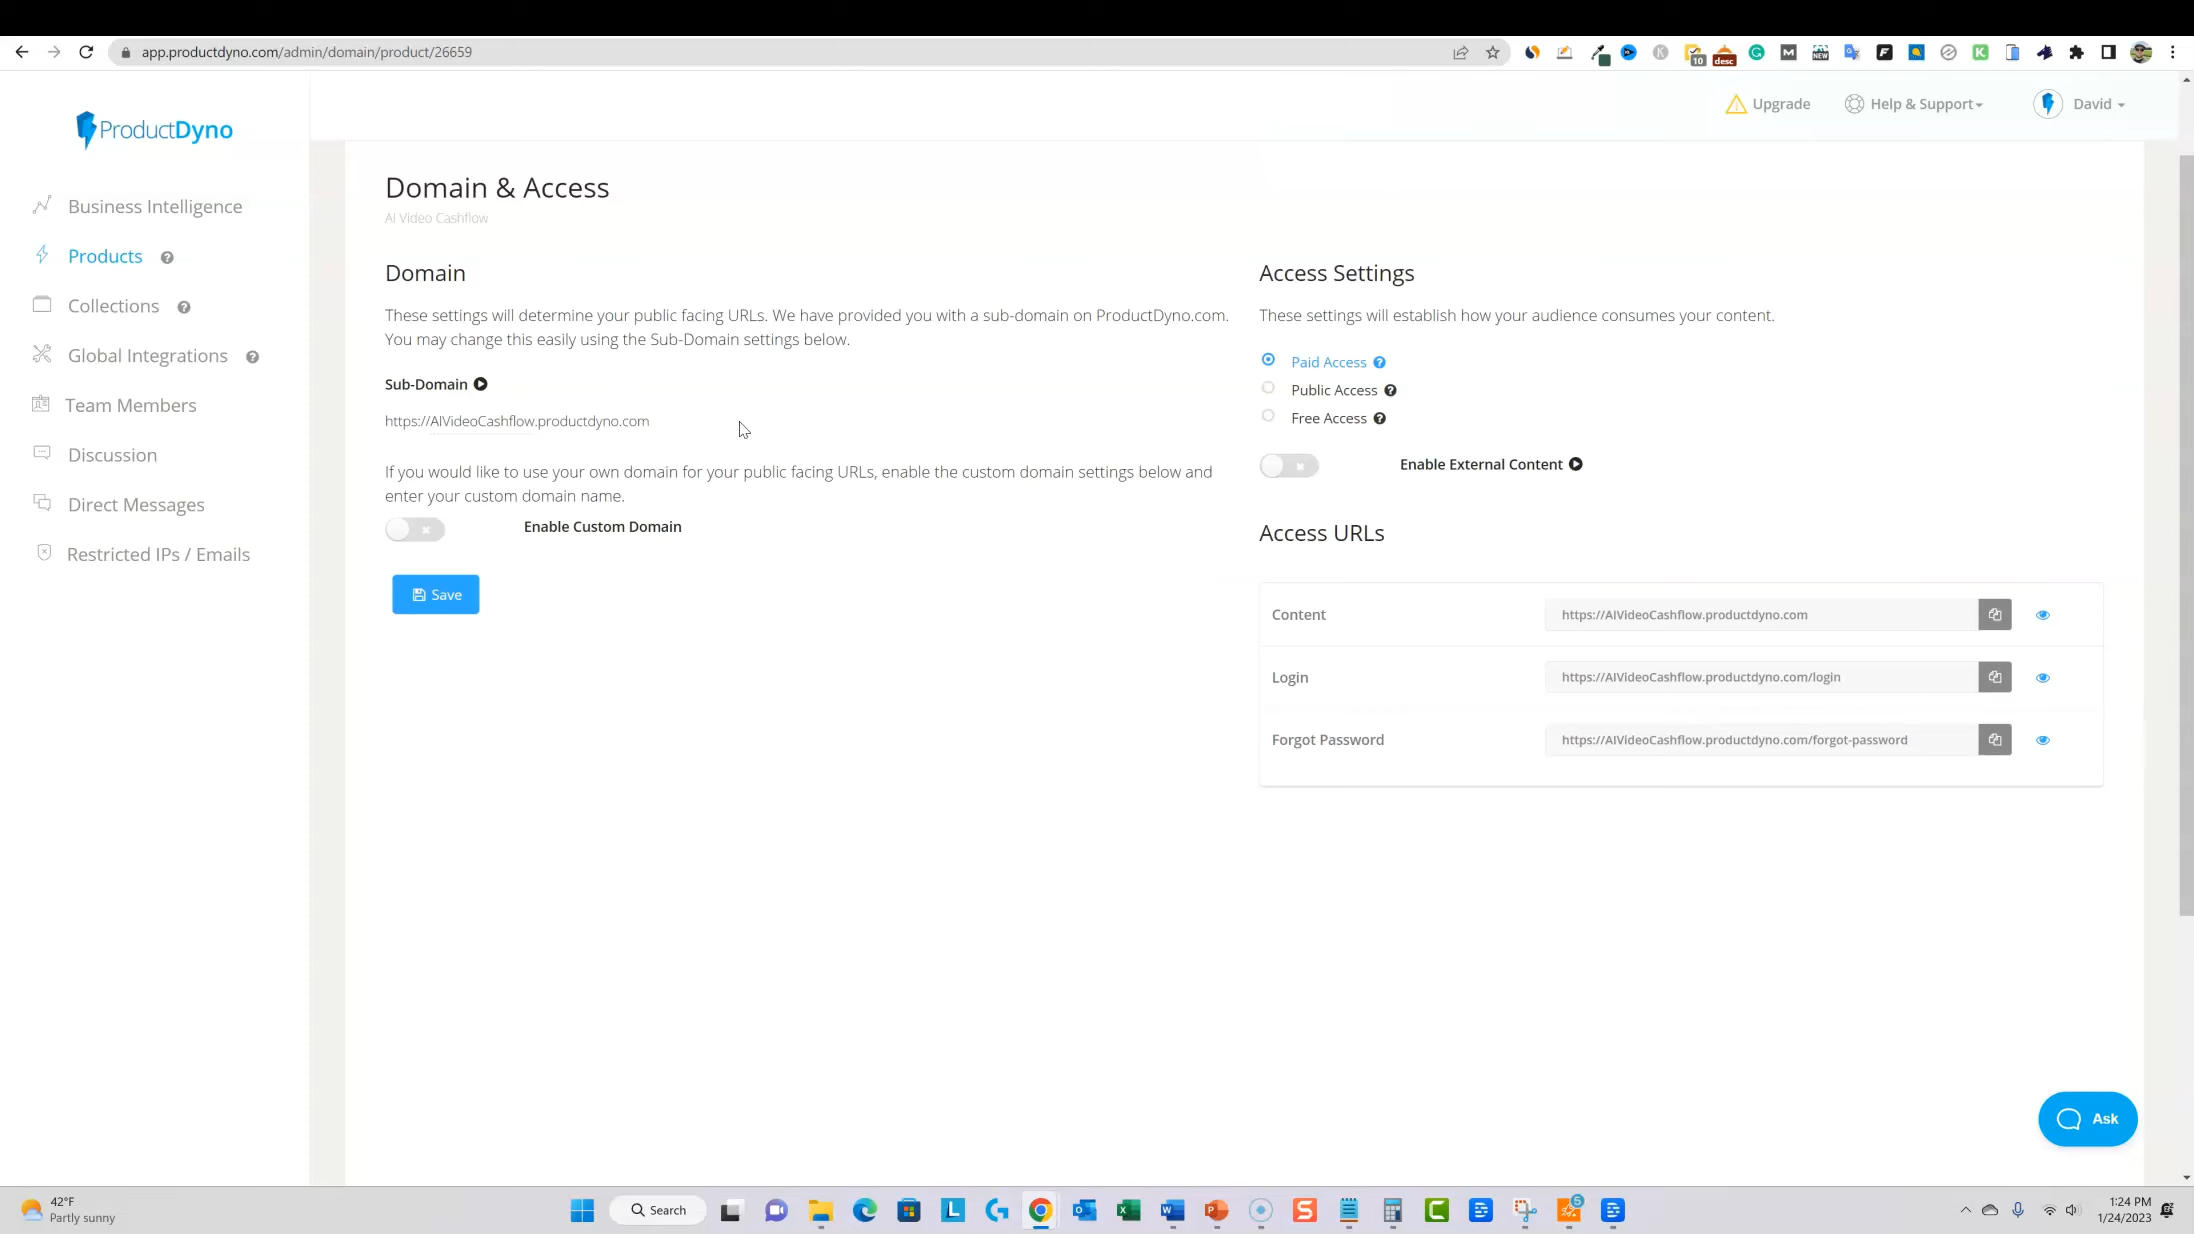 app.productdyno.com/admin/domain/product/26659
10
desc
NEW
ProductDyno
Upgrade
Help & Support
David
Business Intelligence
Products
Collections
Global Integrations
Team Members
Discussion
Direct Messages
Restricted IPs / Emails
Domain & Access
AI Video Cashflow
Domain
These settings will determine your public facing URLs. We have provided you with a sub-domain on ProductDyno.com.
You may change this easily using the Sub-Domain settings below.
Sub-Domain
https://AIVideoCashflow.productdyno.com
If you would like to use your own domain for your public facing URLs, enable the custom domain settings below and
enter your custom domain name.
Enable Custom Domain
Save
Access Settings
These settings will establish how your audience consumes your content.
Paid Access
Public Access
Free Access
Enable External Content
Access URLs
Content
https://AIVideoCashflow.productdyno.com
Login
https://AIVideoCashflow.productdyno.com/login
Forgot Password
https://AIVideoCashflow.productdyno.com/forgot-password
Ask
42°F
Partly sunny
Search
5
1:24 PM
1/24/2023